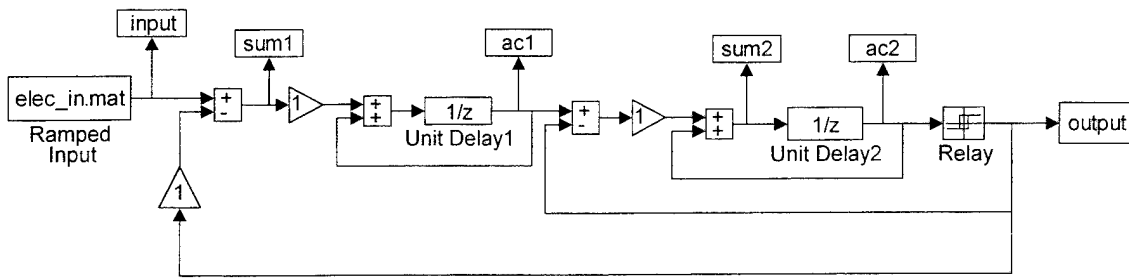 input
sum1
ac1
sum2
ac2
elec_in.mat
+
-
1
+
+
1/z
+
-
1
+
+
1/z
output
Ramped
Input
Unit Delay1
Unit Delay2
Relay
1